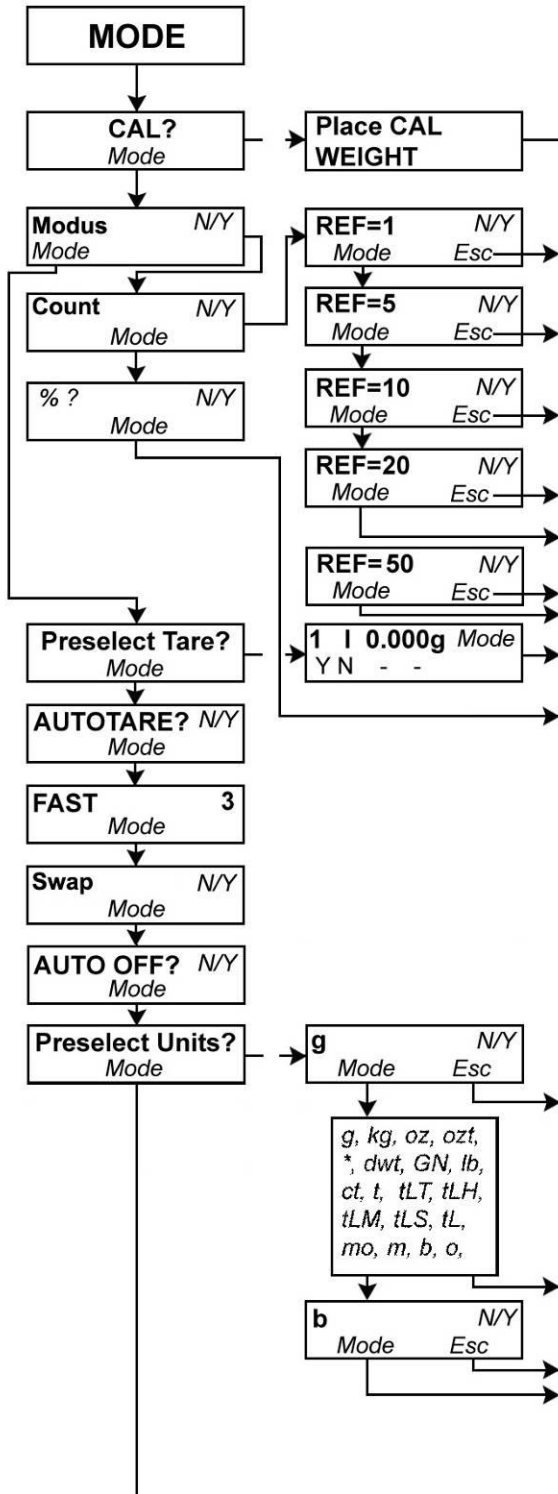 MODE
CAL?
Mode
Place CAL
WEIGHT
Modus N/Y
Mode
REF=1 N/Y
Mode Esc
Count N/Y
Mode
REF=5 N/Y
Mode Esc
% ? N/Y
Mode
REF=10 N/Y
Mode Esc
REF=20 N/Y
Mode Esc
REF=50 N/Y
Mode Esc
Preselect Tare?
Mode
1 I 0.000g Mode
Y N - -
AUTOTARE? N/Y
Mode
FAST 3
Mode
Swap N/Y
Mode
AUTO OFF? N/Y
Mode
Preselect Units?
Mode
g N/Y
Mode Esc
g, kg, oz, ozt,
*, dwt, GN, lb,
ct, t, tLT, tLH,
tLM, tLS, tL,
mo, m, b, o,
b N/Y
Mode Esc